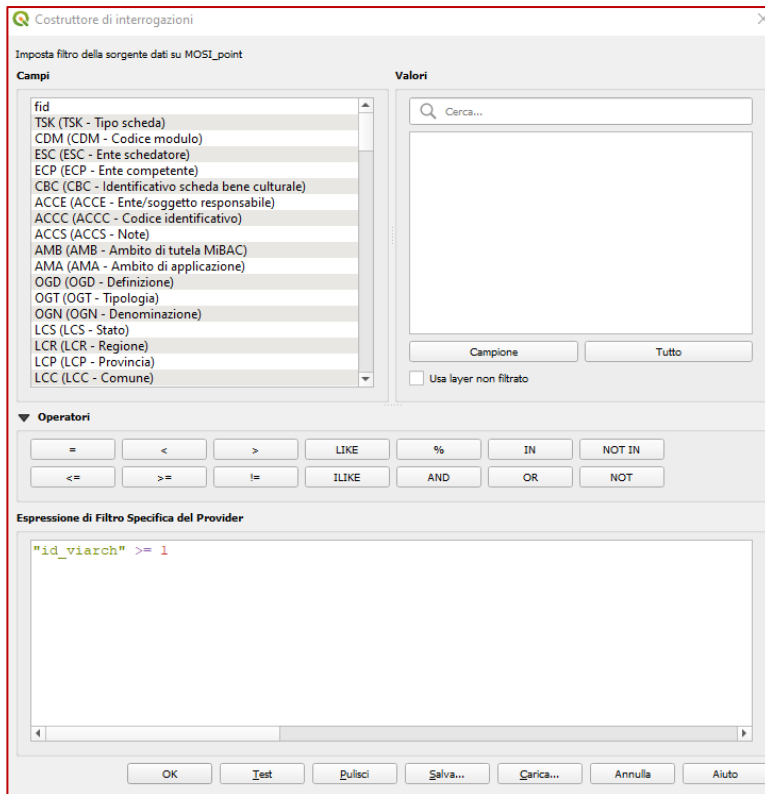 Costruttore di interrogazioni
Imposta filtro della sorgente dati su MOSI_point
Campi
fid
TSK (TSK - Tipo scheda)
CDM (CDM - Codice modulo)
ESC (ESC - Ente schedatore)
ECP (ECP - Ente competente)
CBC (CBC - Identificativo scheda bene culturale)
ACCE (ACCE - Ente/soggetto responsabile)
ACCC (ACCC - Codice identificativo)
ACCS (ACCS - Note)
AMB (AMB - Ambito di tutela MiBAC)
AMA (AMA - Ambito di applicazione)
OGD (OGD - Definizione)
OGT (OGT - Tipologia)
OGN (OGN - Denominazione)
LCS (LCS - Stato)
LCR (LCR - Regione)
LCP (LCP - Provincia)
LCC (LCC - Comune)
Valori
Cerca...
Campione Tutto
Usa layer non filtrato
Operatori
= < > LIKE % IN NOT IN
<= >= != ILIKE AND OR NOT
Espressione di Filtro Specifica del Provider
"id_viarch" >= 1
OK Test Pulisci Salva... Carica... Annulla Aiuto